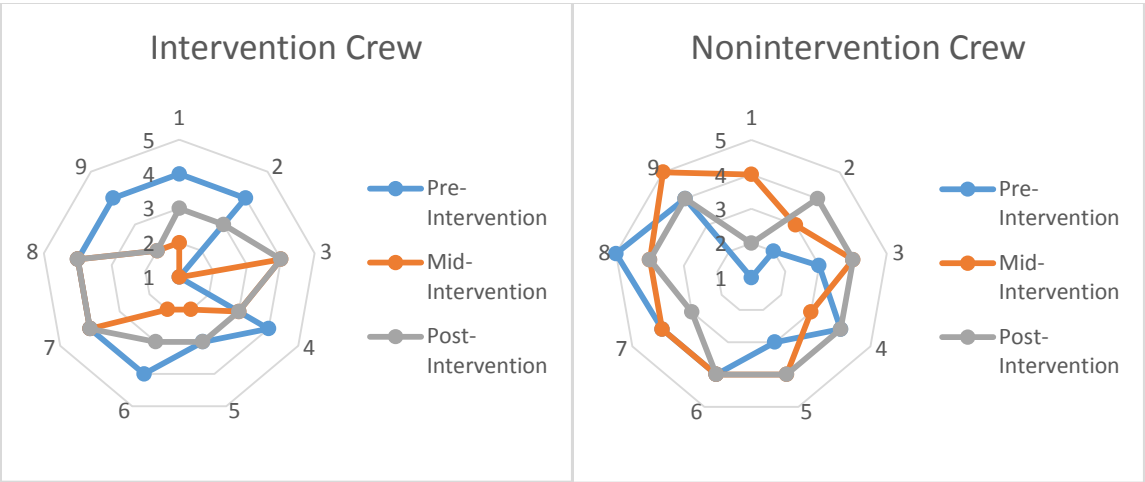 Intervention Crew
1
2
3
4
5
6
7
8
9
5
4
3
2
1
Pre-
Intervention
Mid-
Intervention
Post-
Intervention
Nonintervention Crew
1
2
3
4
5
6
7
8
9
5
4
3
2
1
Pre-
Intervention
Mid-
Intervention
Post-
Intervention